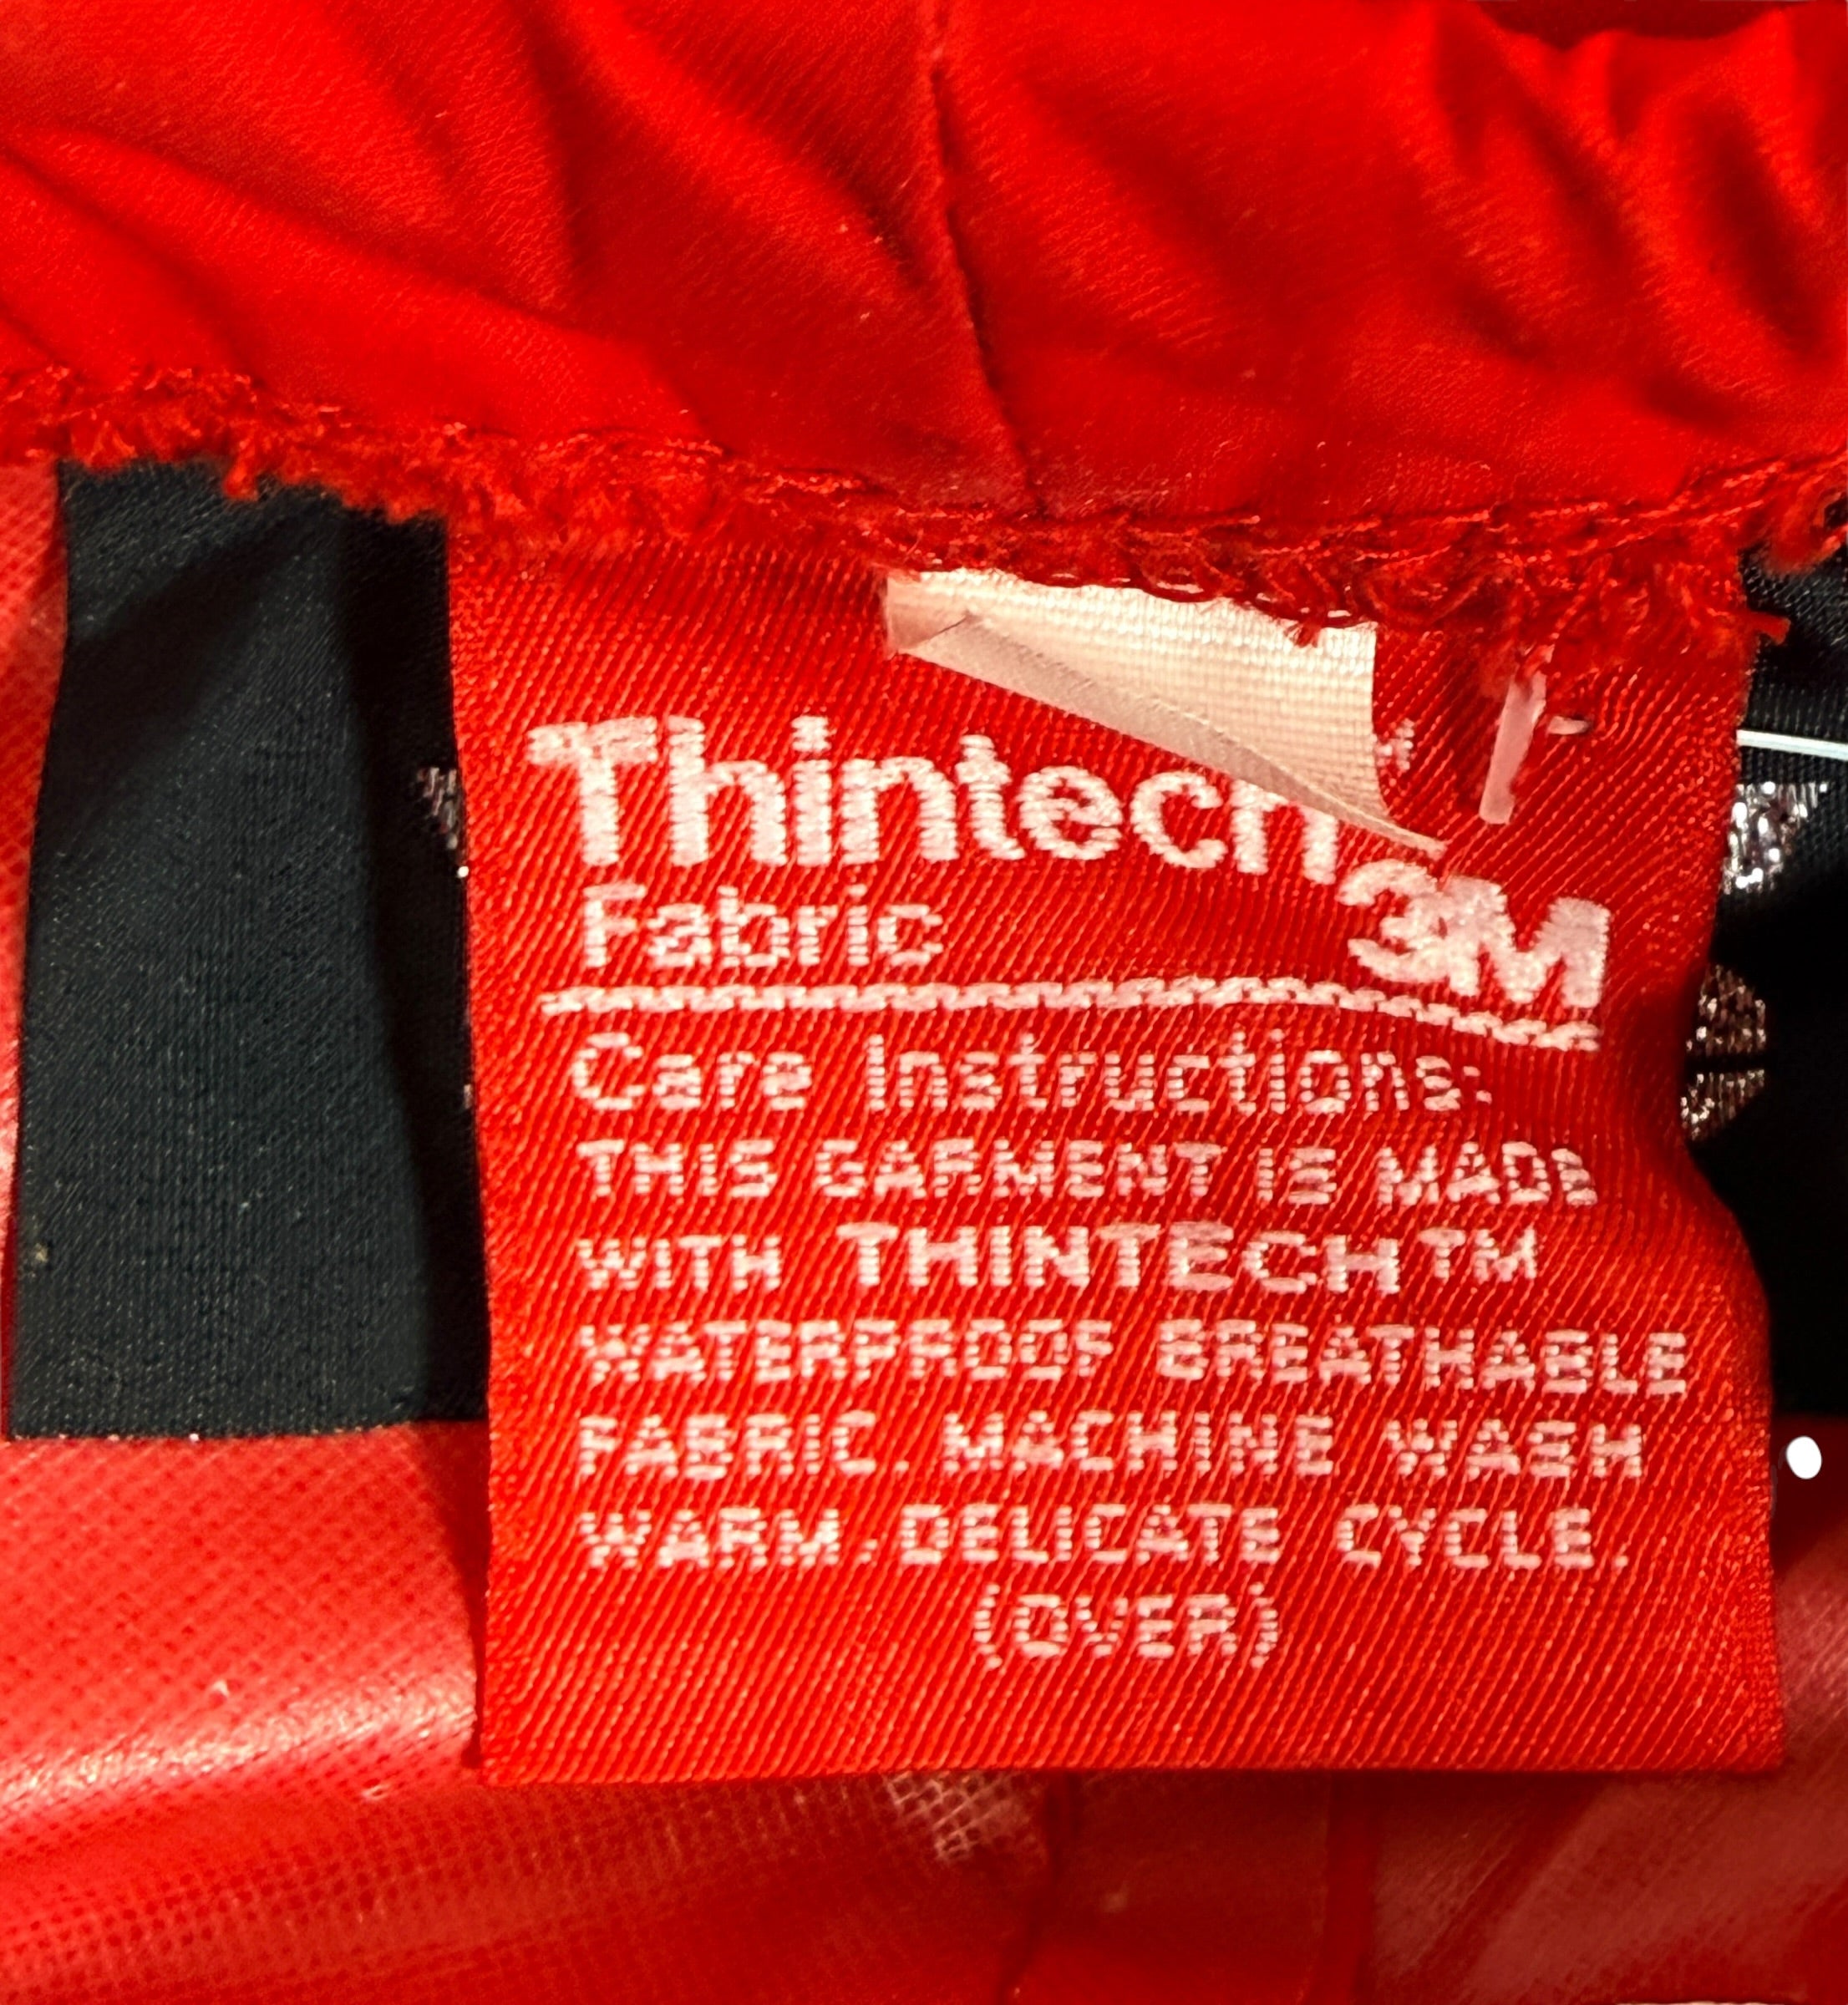 Thintech
Fabric 3M
Care Instructions:
THIS GARMENT IS MADE
WITH THINTECH™
WATERPROOF BREATHABLE
FABRIC. MACHINE WASH
WARM. DELICATE CYCLE.
(OVER)